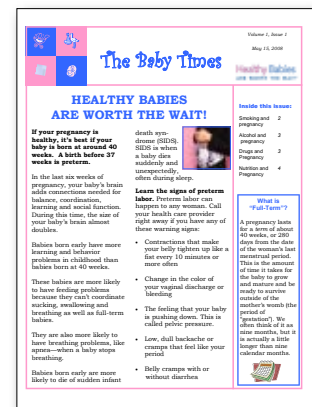 Volume 1, Issue 1
May 15, 2008
The Baby Times
Healthy Babies
ARE WORTH THE WAIT
HEALTHY BABIES
ARE WORTH THE WAIT!
If your pregnancy is
healthy, it's best if your
baby is born at around 40
weeks. A birth before 37
weeks is preterm.
In the last six weeks of
pregnancy, your baby's brain
adds connections needed for
balance, coordination,
learning and social function.
During this time, the size of
your baby's brain almost
doubles.
Babies born early have more
learning and behavior
problems in childhood than
babies born at 40 weeks.
These babies are more likely
to have feeding problems
because they can't coordinate
sucking, swallowing and
breathing as well as full-term
babies.
They are also more likely to
have breathing problems, like
apnea—when a baby stops
breathing.
Babies born early are more
likely to die of sudden infant
death syn-
drome (SIDS).
SIDS is when
a baby dies
suddenly and
unexpectedly,
often during sleep.
Learn the signs of preterm
labor. Preterm labor can
happen to any woman. Call
your health care provider
right away if you have any of
these warning signs:
• Contractions that make
your belly tighten up like a
fist every 10 minutes or
more often
• Change in the color of
your vaginal discharge or
bleeding
• The feeling that your baby
is pushing down. This is
called pelvic pressure.
• Low, dull backache or
cramps that feel like your
period
• Belly cramps with or
without diarrhea
Inside this issue:
Smoking and pregnancy 2
Alcohol and pregnancy 3
Drugs and Pregnancy 3
Nutrition and Pregnancy 4
What is
"Full-Term"?
A pregnancy lasts
for a term of about
40 weeks, or 280
days from the date
of the woman's last
menstrual period.
This is the amount
of time it takes for
the baby to grow
and mature and be
ready to survive
outside of the
mother's womb (the
period of
"gestation"). We
often think of it as
nine months, but it
is actually a little
longer than nine
calendar months.